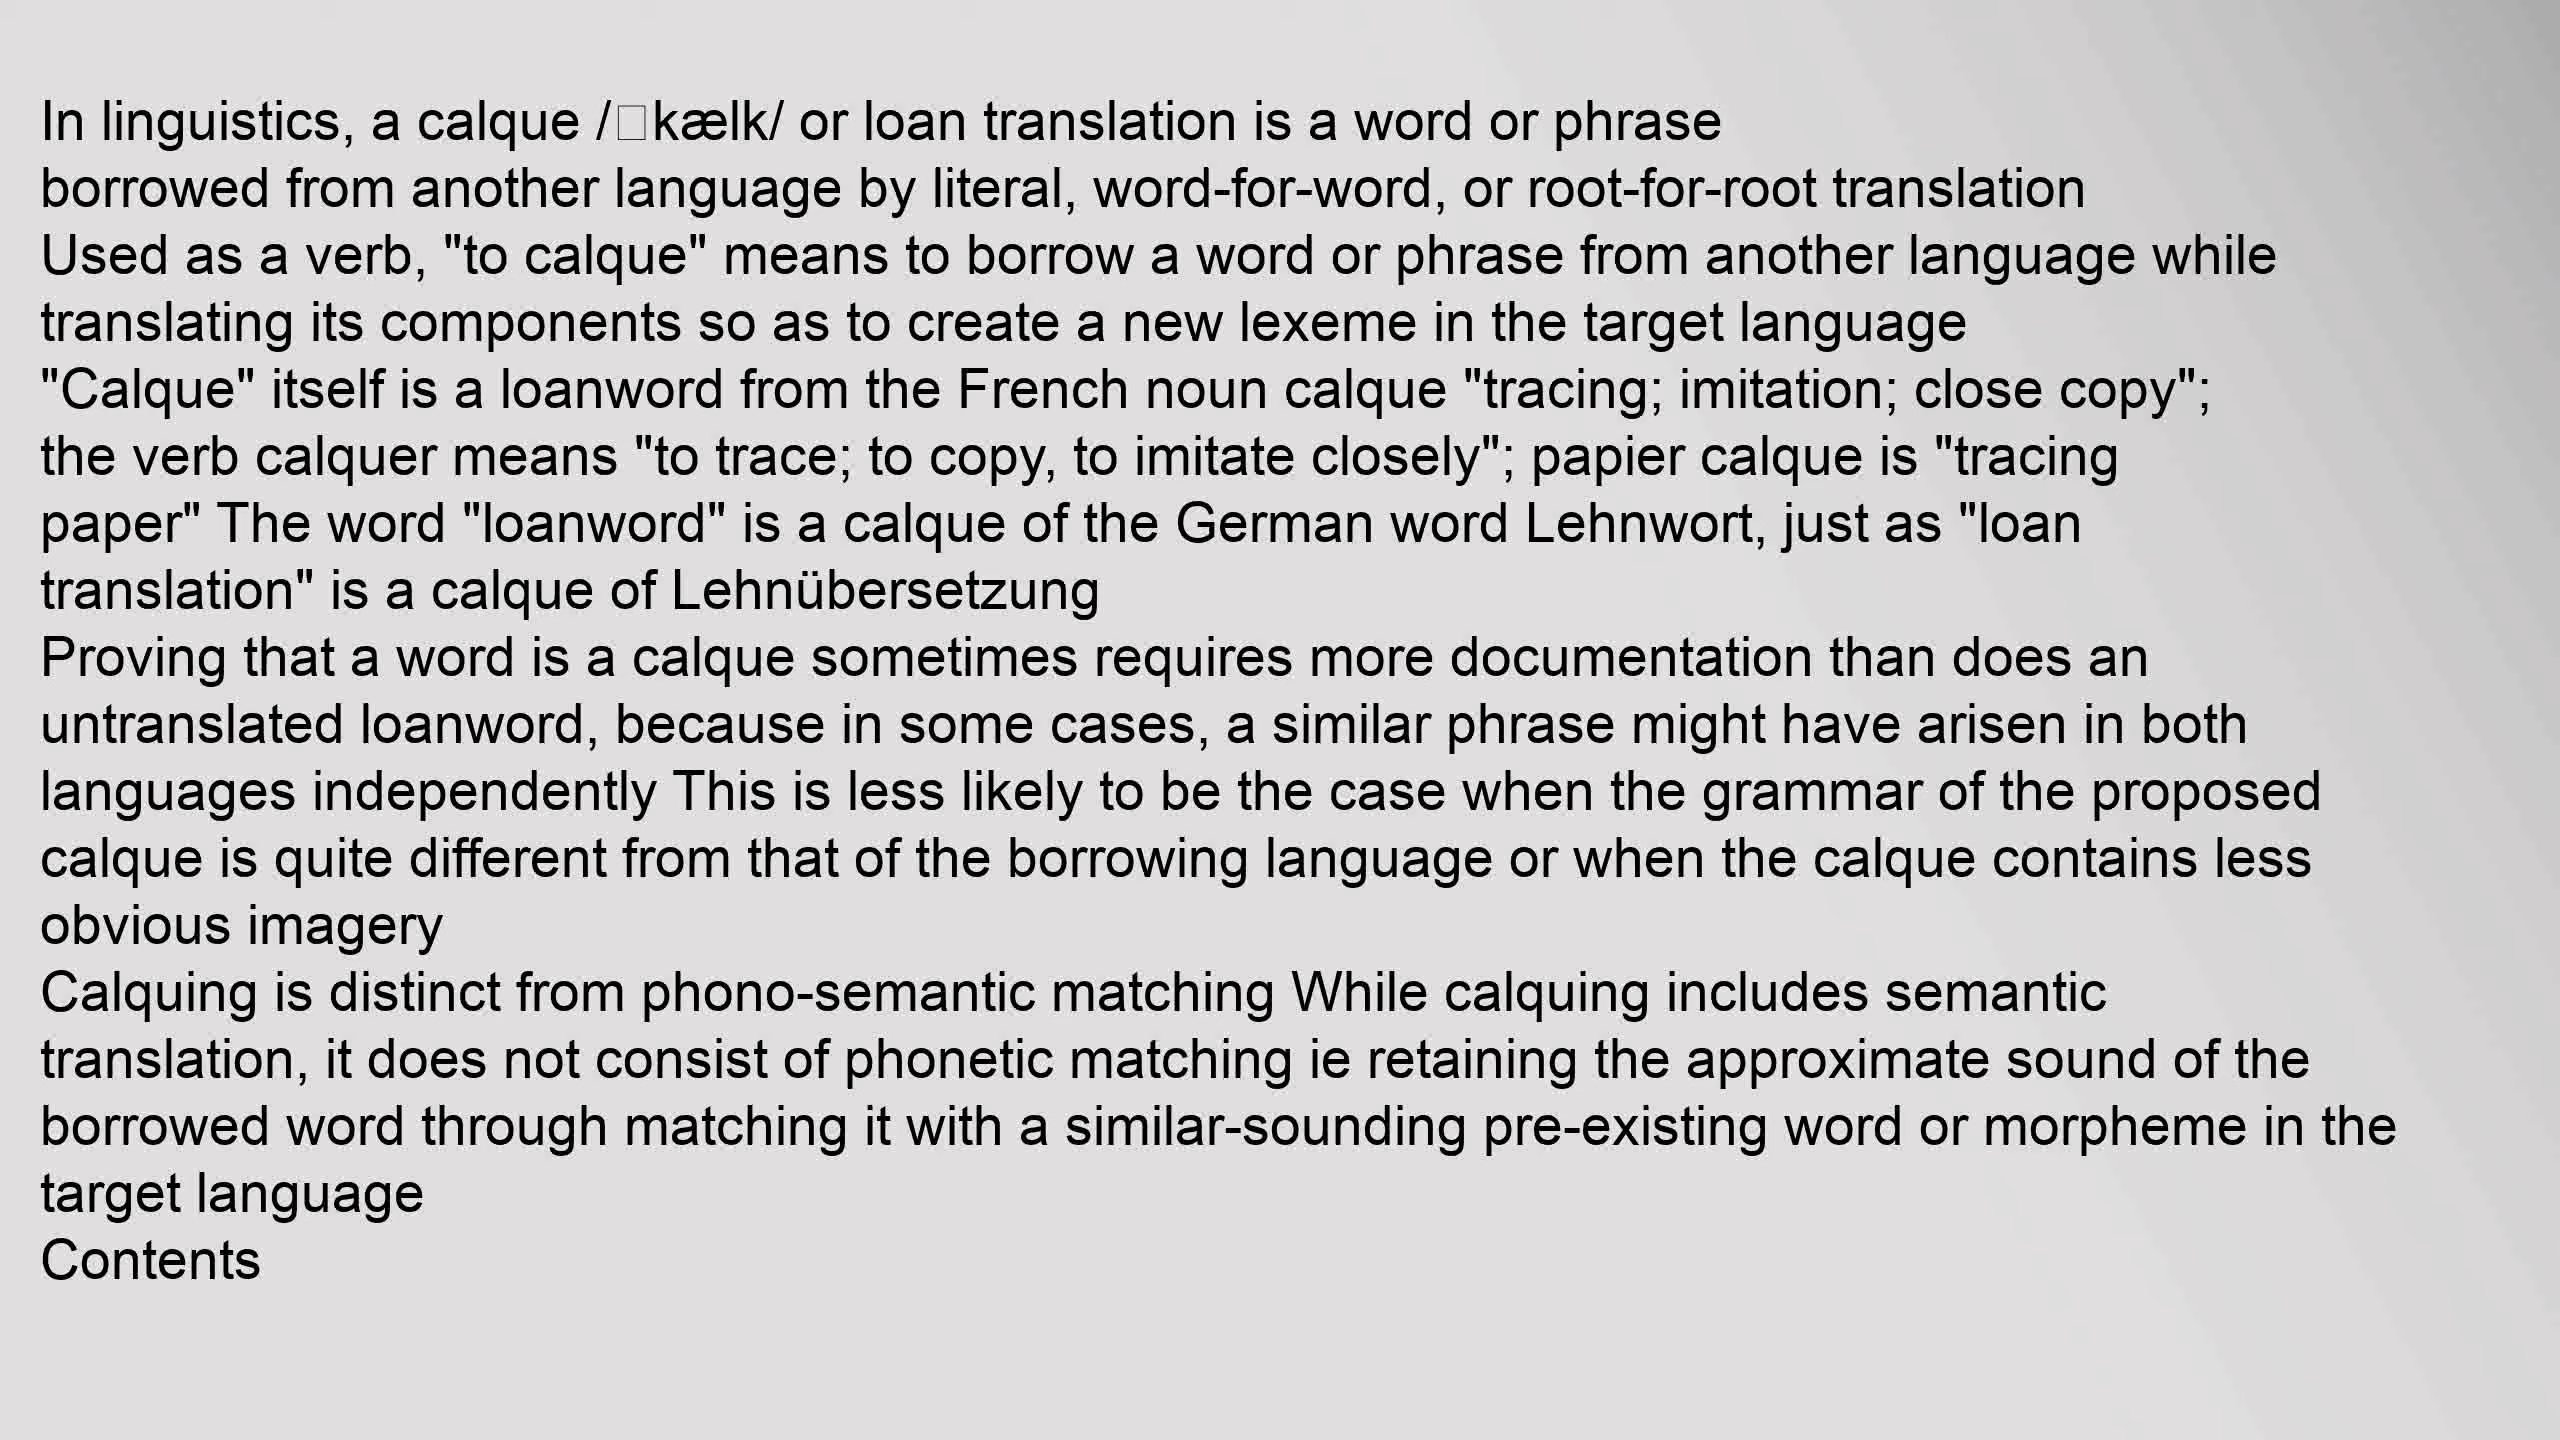 In linguistics, a calque /□kælk/ or loan translation is a word or phrase
borrowed from another language by literal, word-for-word, or root-for-root translation
Used as a verb, "to calque" means to borrow a word or phrase from another language while
translating its components so as to create a new lexeme in the target language
"Calque" itself is a loanword from the French noun calque "tracing; imitation; close copy";
the verb calquer means "to trace; to copy, to imitate closely"; papier calque is "tracing
paper" The word "loanword" is a calque of the German word Lehnwort, just as "loan
translation" is a calque of Lehnübersetzung
Proving that a word is a calque sometimes requires more documentation than does an
untranslated loanword, because in some cases, a similar phrase might have arisen in both
languages independently This is less likely to be the case when the grammar of the proposed
calque is quite different from that of the borrowing language or when the calque contains less
obvious imagery
Calquing is distinct from phono-semantic matching While calquing includes semantic
translation, it does not consist of phonetic matching ie retaining the approximate sound of the
borrowed word through matching it with a similar-sounding pre-existing word or morpheme in the
target language
Contents